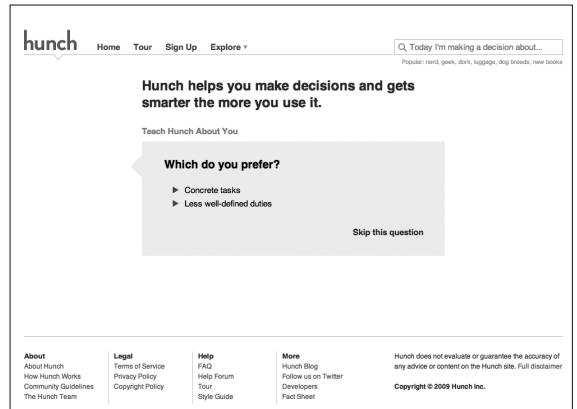 hunch
Home Tour Sign Up Explore ▾
Today I'm making a decision about...
Popular: nerd, geek, dork, luggage, dog breeds, new books
Hunch helps you make decisions and gets
smarter the more you use it.
Teach Hunch About You
Which do you prefer?
▶ Concrete tasks
▶ Less well-defined duties
Skip this question
About
About Hunch
How Hunch Works
Community Guidelines
The Hunch Team
Legal
Terms of Service
Privacy Policy
Copyright Policy
Help
FAQ
Help Forum
Tour
Style Guide
More
Hunch Blog
Follow us on Twitter
Developers
Fact Sheet
Hunch does not evaluate or guarantee the accuracy of
any advice or content on the Hunch site. Full disclaimer
Copyright © 2009 Hunch Inc.